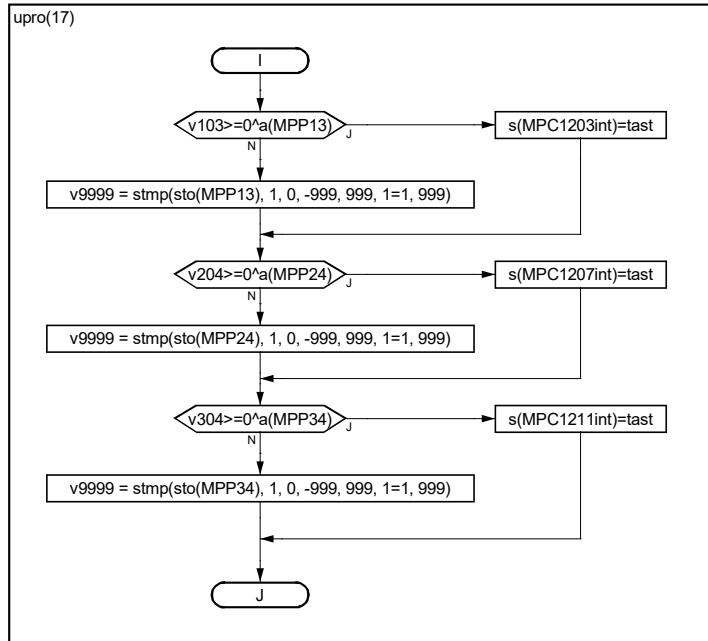 upro(17)
I
v103>=0^a(MPP13)
J
s(MPC1203int)=tast
N
v9999 = stmp(sto(MPP13), 1, 0, -999, 999, 1=1, 999)
v204>=0^a(MPP24)
J
s(MPC1207int)=tast
N
v9999 = stmp(sto(MPP24), 1, 0, -999, 999, 1=1, 999)
v304>=0^a(MPP34)
J
s(MPC1211int)=tast
N
v9999 = stmp(sto(MPP34), 1, 0, -999, 999, 1=1, 999)
J